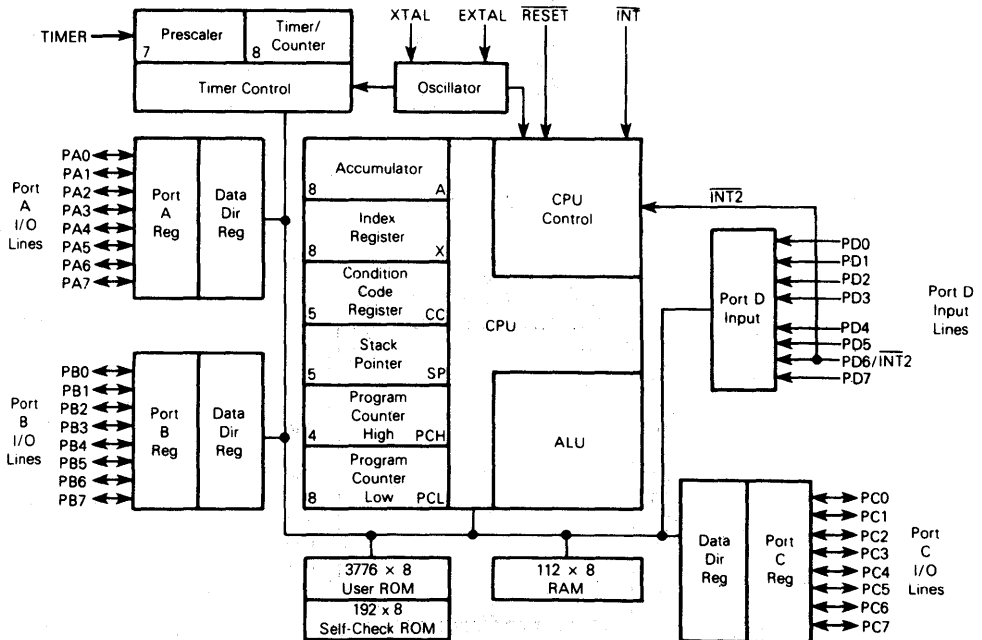 XTAL EXTAL RESET INT
TIMER
Prescaler
7
Timer/
Counter
8
Timer Control
Oscillator
Port
A
I/O
Lines
PA0
PA1
PA2
PA3
PA4
PA5
PA6
PA7
Port
A
Reg
Data
Dir
Reg
Accumulator
8 A
Index
Register
8 X
Condition
Code
Register
5 CC
Stack
Pointer
5 SP
Program
Counter
High
4 PCH
Program
Counter
Low
8 PCL
CPU
CPU
Control
ALU
INT2
Port D
Input
PD0
PD1
PD2
PD3
PD4
PD5
PD6/INT2
PD7
Port D
Input
Lines
Port
B
I/O
Lines
PB0
PB1
PB2
PB3
PB4
PB5
PB6
PB7
Port
B
Reg
Data
Dir
Reg
3776 x 8
User ROM
192 x 8
Self-Check ROM
112 x 8
RAM
Data
Dir
Reg
Port
C
Reg
PC0
PC1
PC2
PC3
PC4
PC5
PC6
PC7
Port
C
I/O
Lines